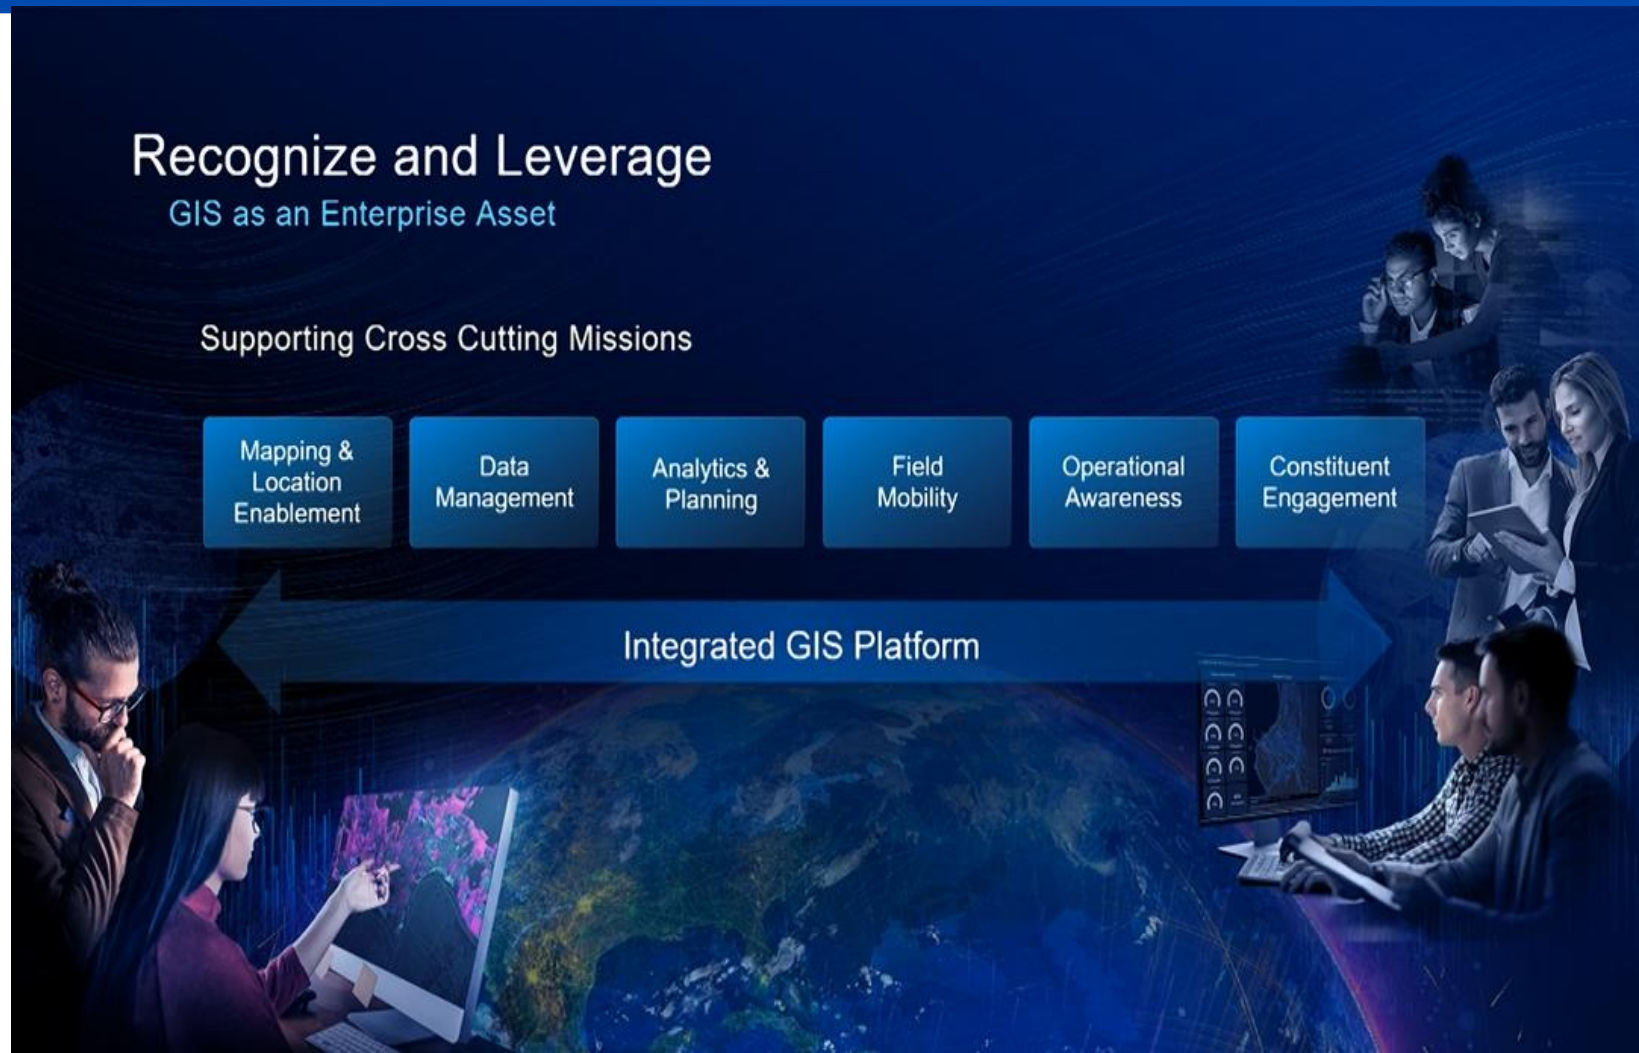 Recognize and Leverage
GIS as an Enterprise Asset
Supporting Cross Cutting Missions
Mapping &
Location
Enablement
Data
Management
Analytics &
Planning
Field
Mobility
Operational
Awareness
Constituent
Engagement
Integrated GIS Platform